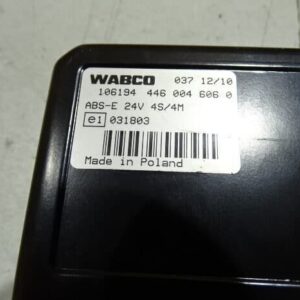 WABCO 037 12/10
106194 446 004 606 0
ABS-E 24V 4S/4M
e1 031803
Made in Poland